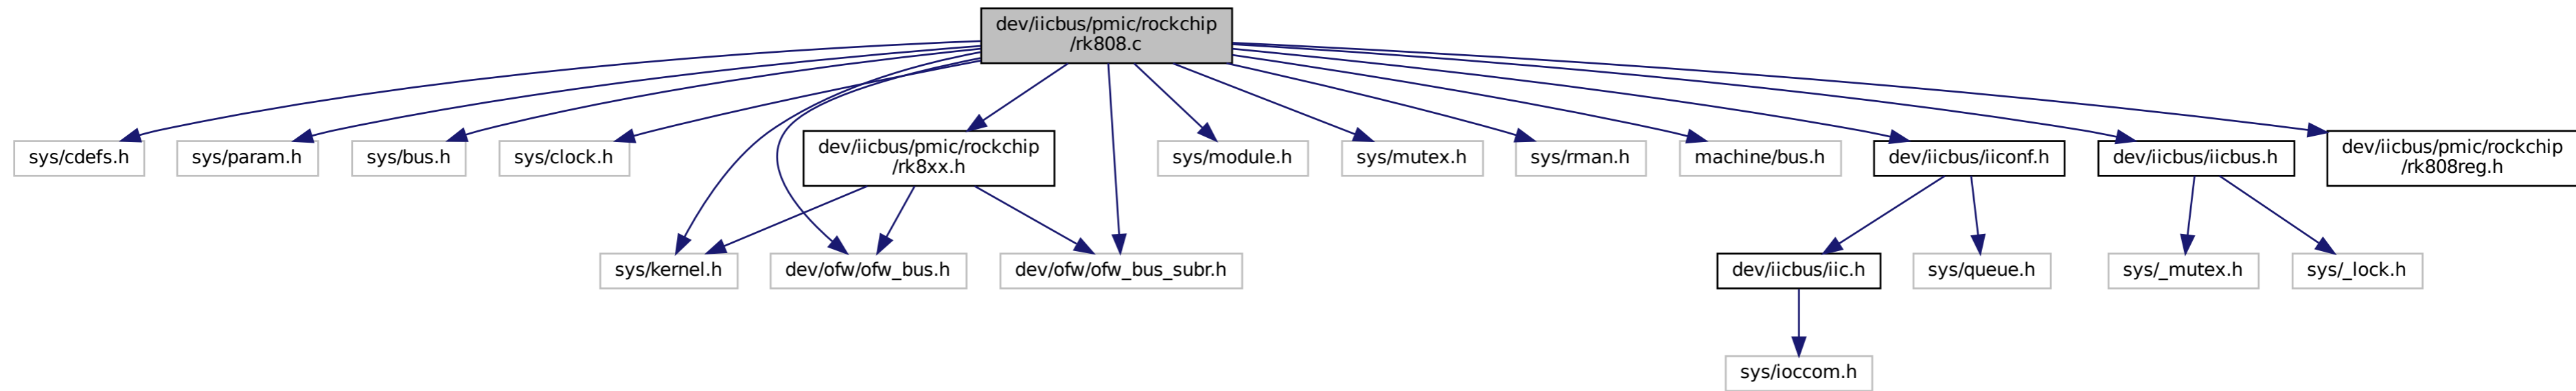 dev/iicbus/pmic/rockchip
/rk808.c
sys/cdefs.h
sys/param.h
sys/bus.h
sys/clock.h
dev/iicbus/pmic/rockchip
/rk8xx.h
sys/module.h
sys/mutex.h
sys/rman.h
machine/bus.h
dev/iicbus/iiconf.h
dev/iicbus/iicbus.h
dev/iicbus/pmic/rockchip
/rk808reg.h
sys/kernel.h
dev/ofw/ofw_bus.h
dev/ofw/ofw_bus_subr.h
dev/iicbus/iic.h
sys/queue.h
sys/_mutex.h
sys/_lock.h
sys/ioccom.h